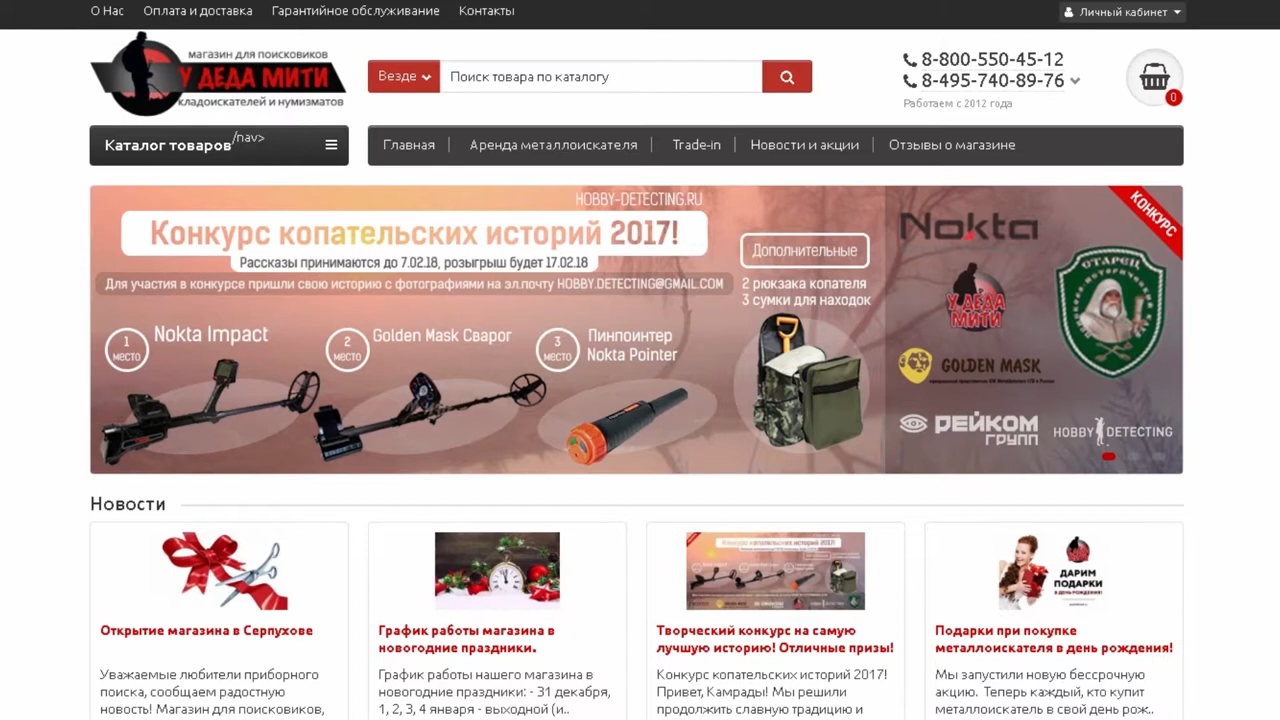 О Нас Оплата и доставка Гарантийное обслуживание Контакты Личный кабинет
магазин для поисковиков
У ДЕДА МИТИ
кладоискателей и нумизматов
Везде Поиск товара по каталогу
8-800-550-45-12
8-495-740-89-76
Работаем с 2012 года
0
Каталог товаров/nav>
Главная Аренда металлоискателя Trade-in Новости и акции Отзывы о магазине
HOBBY-DETECTING.RU
Конкурс копательских историй 2017!
Рассказы принимаются до 7.02.18, розыгрыш будет 17.02.18
Для участия в конкурсе пришли свою историю с фотографиями на эл.почту HOBBY.DETECTING@GMAIL.COM
1 место Nokta Impact
2 место Golden Mask Сварог
3 место Пинпоинтер Nokta Pointer
Дополнительные
2 рюкзака копателя
3 сумки для находок
КОНКУРС
Nokta
У ДЕДА МИТИ
СТАРЕЦ
GOLDEN MASK
РЕЙКОМ ГРУПП
HOBBY DETECTING
Новости
Конкурс копательских историй 2017!
ДАРИМ
ПОДАРКИ
В ДЕНЬ РОЖДЕНИЯ!
Открытие магазина в Серпухове
Уважаемые любители приборного
поиска, сообщаем радостную
новость! Магазин для поисковиков,
График работы магазина в
новогодние праздники.
График работы нашего магазина в
новогодние праздники: - 31 декабря,
1, 2, 3, 4 января - выходной (и..
Творческий конкурс на самую
лучшую историю! Отличные призы!
Конкурс копательских историй 2017!
Привет, Камрады! Мы решили
продолжить славную традицию и
Подарки при покупке
металлоискателя в день рождения!
Мы запустили новую бессрочную
акцию. Теперь каждый, кто купит
металлоискатель в свой день рож..